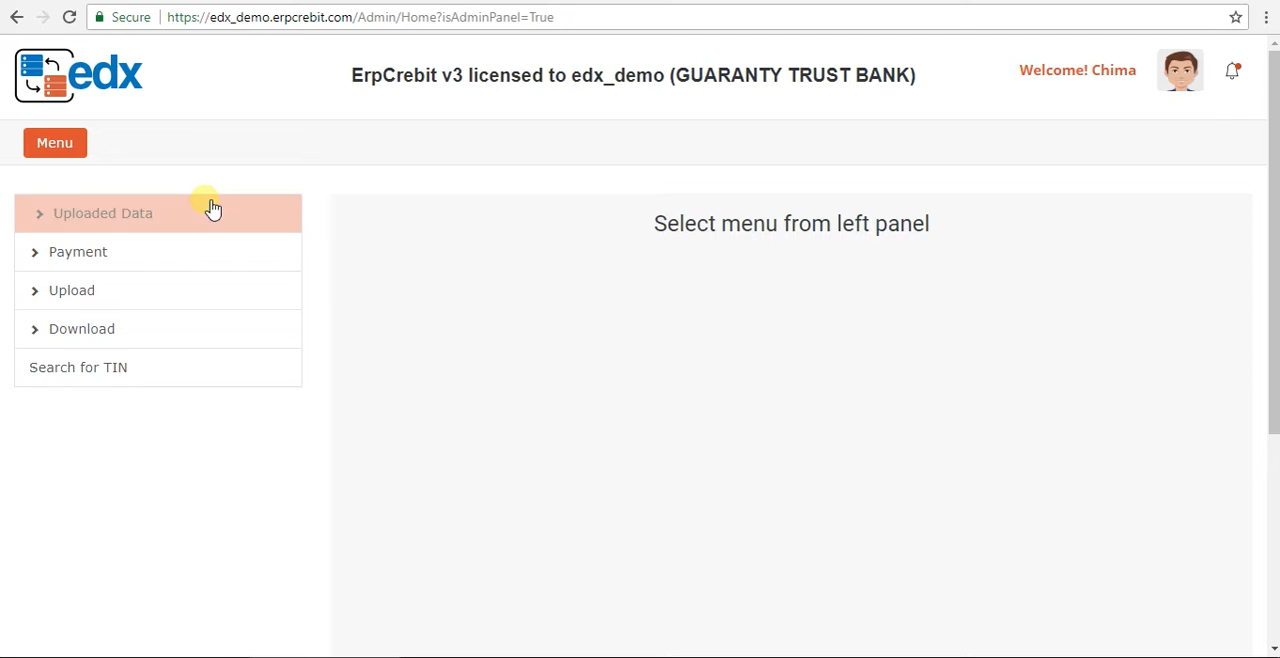 Secure https://edx_demo.erpcrebit.com/Admin/Home?isAdminPanel=True
edx
ErpCrebit v3 licensed to edx_demo (GUARANTY TRUST BANK)
Welcome! Chima
Menu
Uploaded Data
Select menu from left panel
Payment
Upload
Download
Search for TIN